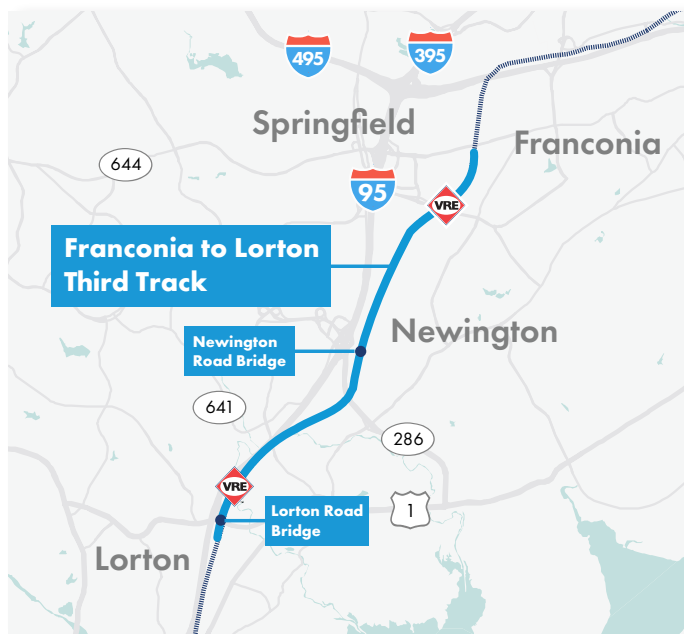 495
395
Springfield
Franconia
644
95
VRE
Franconia to Lorton
Third Track
Newington
Newington
Road Bridge
641
286
VRE
Lorton Road
Bridge
1
Lorton